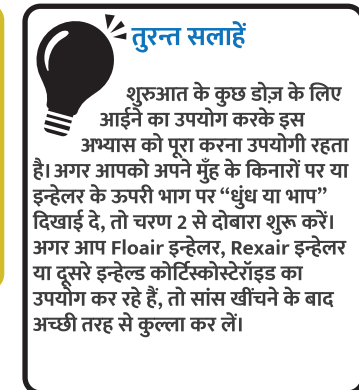 तुरन्त सलाहें
शुरुआत के कुछ डोज़ के लिए
आईने का उपयोग करके इस
अभ्यास को पूरा करना उपयोगी रहता
है। अगर आपको अपने मुँह के किनारों पर या
इन्हेलर के ऊपरी भाग पर “धुंध या भाप”
दिखाई दे, तो चरण 2 से दोबारा शुरू करें।
अगर आप Floair इन्हेलर, Rexair इन्हेलर
या दूसरे इन्हेल्ड कोर्टिस्कोस्टेरॉइड का
उपयोग कर रहे हैं, तो सांस खींचने के बाद
अच्छी तरह से कुल्ला कर लें।